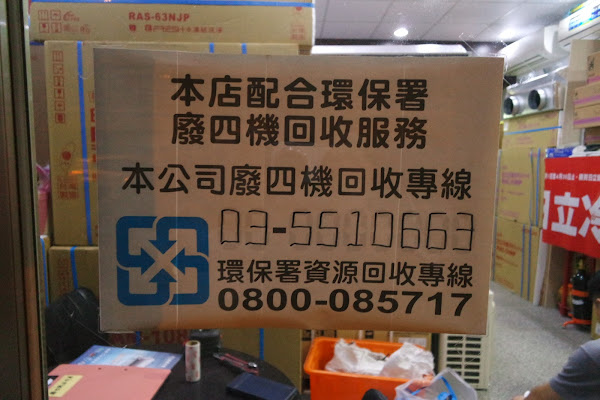 RAS-63NJP
本店配合環保署
廢四機回收服務
本公司廢四機回收專線
03-5510663
環保署資源回收專線
0800-085717
立冷